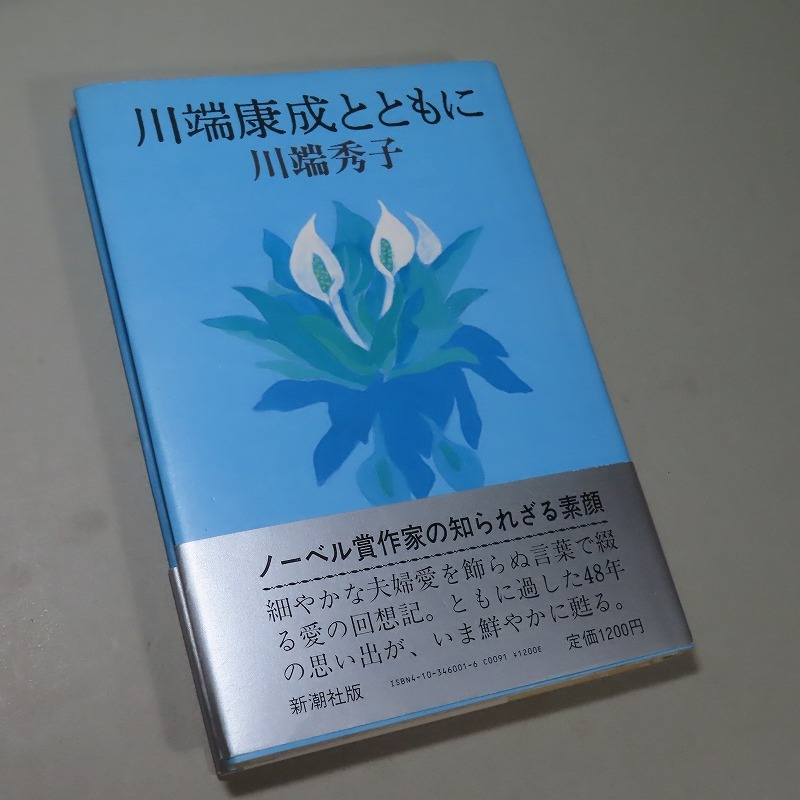 川端康成とともに
川端秀子
ノーベル賞作家の知られざる素顔
細やかな夫婦愛を飾らぬ言葉で綴
る愛の回想記。ともに過した48年
の思い出が、いま鮮やかに甦る。
新潮社版
ISBN4-10-346001-6 C0091 ¥1200E
定価1200円